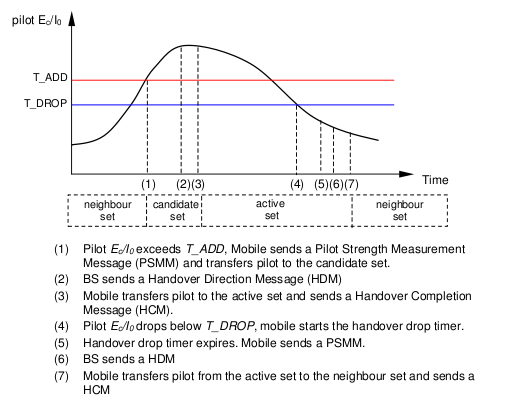 pilot Ec/I0
T_ADD
T_DROP
Time
(1) (2) (3) (4) (5) (6) (7)
neighbour set
candidate set
active set
neighbour set
(1) Pilot Ec/I0 exceeds T_ADD, Mobile sends a Pilot Strength Measurement
Message (PSMM) and transfers pilot to the candidate set.
(2) BS sends a Handover Direction Message (HDM)
(3) Mobile transfers pilot to the active set and sends a Handover Completion
Message (HCM).
(4) Pilot Ec/I0 drops below T_DROP, mobile starts the handover drop timer.
(5) Handover drop timer expires. Mobile sends a PSMM.
(6) BS sends a HDM
(7) Mobile transfers pilot from the active set to the neighbour set and sends a
HCM